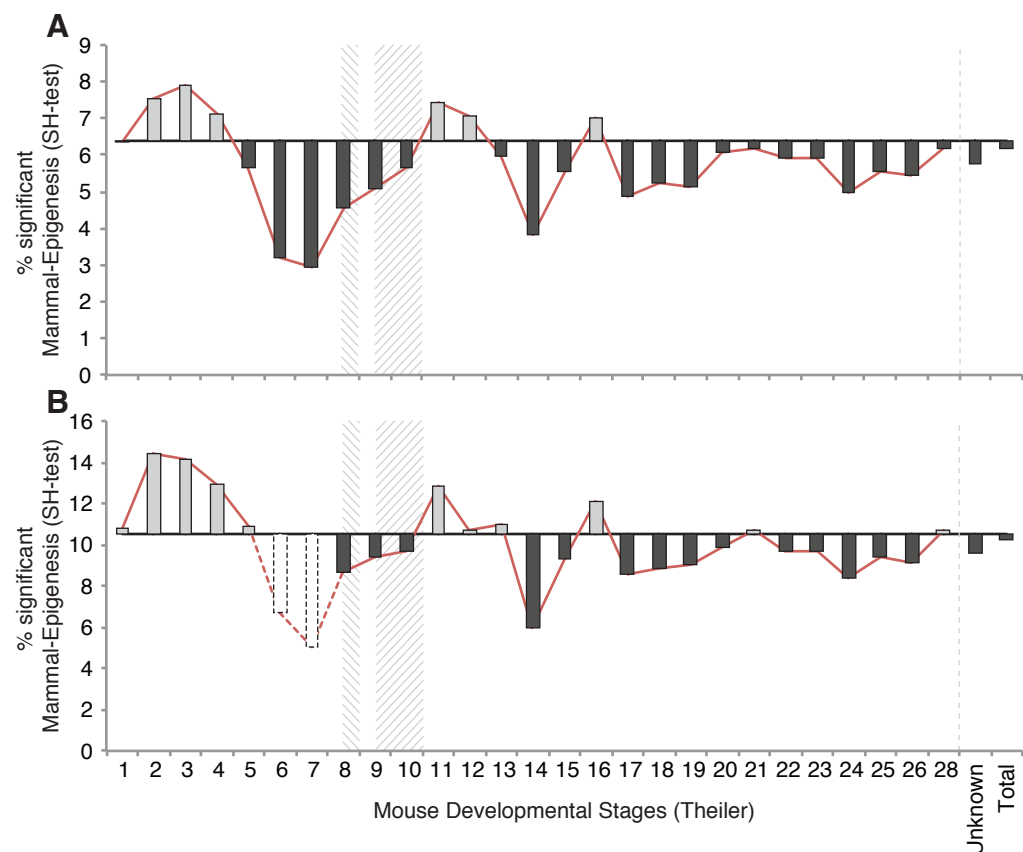 A
% significant
Mammal-Epigenesis (SH-test)
9
8
7
6
5
4
3
2
1
0
B
% significant
Mammal-Epigenesis (SH-test)
16
14
12
10
8
6
4
2
0
1 2 3 4 5 6 7 8 9 10 11 12 13 14 15 16 17 18 19 20 21 22 23 24 25 26 28 Unknown Total
Mouse Developmental Stages (Theiler)